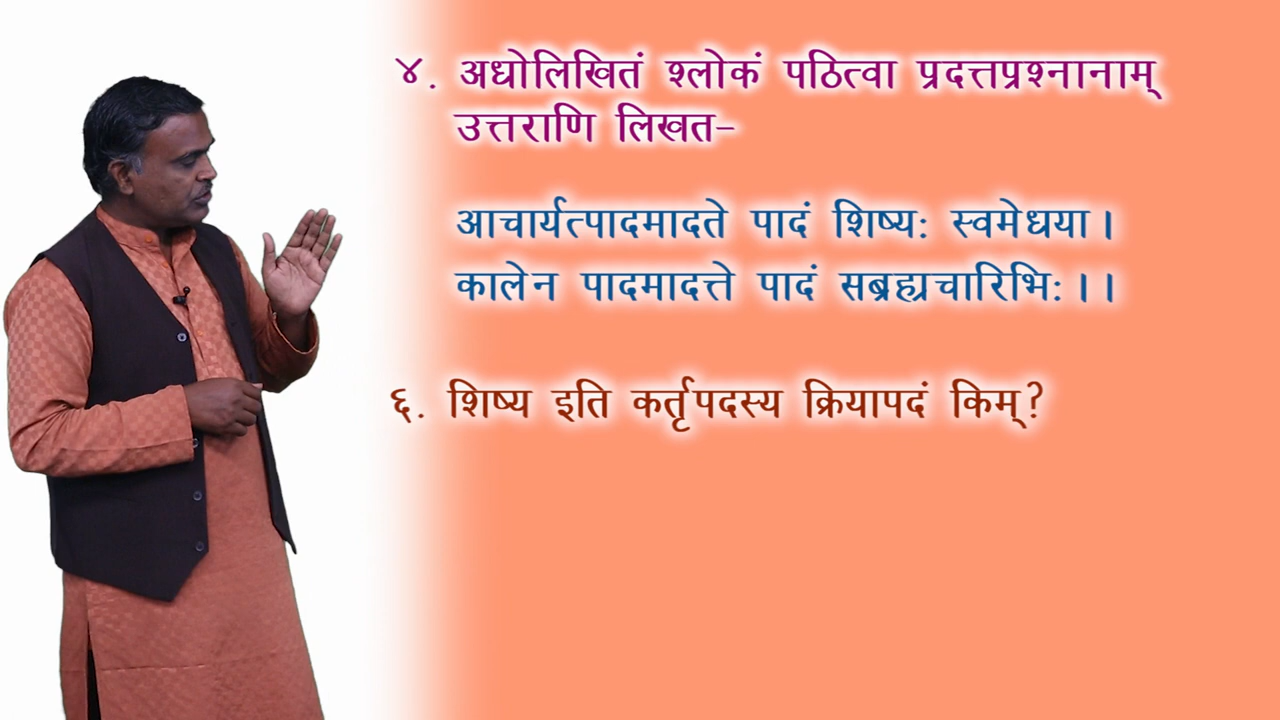 ४. अधोलिखितं श्लोकं पठित्वा प्रदत्तप्रश्नानाम्
उत्तराणि लिखत-
आचार्यत्पादमादते पादं शिष्यः स्वमेधया।
कालेन पादमादत्ते पादं सब्रह्यचारिभिः।।
६. शिष्य इति कर्तृपदस्य क्रियापदं किम्?